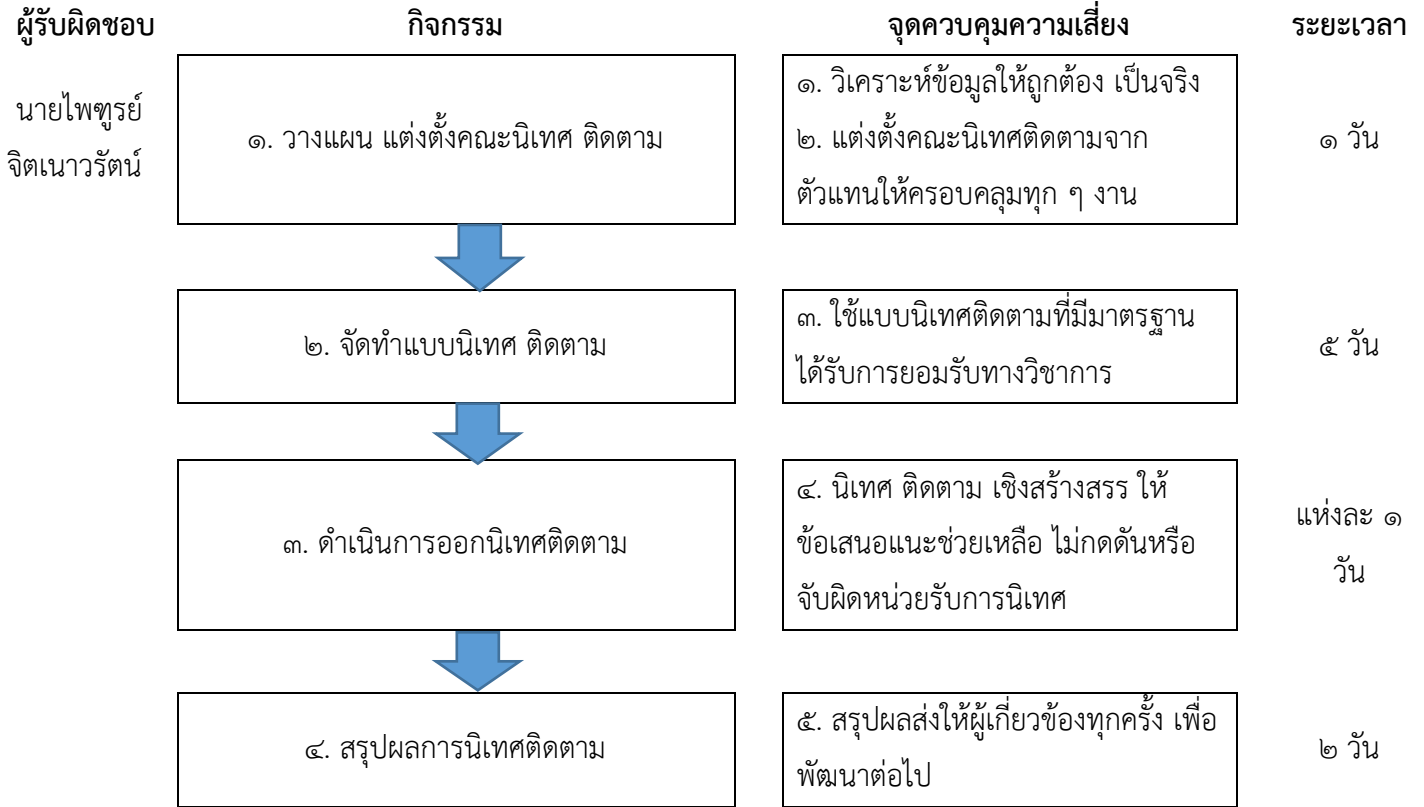 ผู้รับผิดชอบ กิจกรรม จุดควบคุมความเสี่ยง ระยะเวลา
นายไพฑูรย์
จิตเนาวรัตน์
๑. วางแผน แต่งตั้งคณะนิเทศ ติดตาม
๑. วิเคราะห์ข้อมูลให้ถูกต้อง เป็นจริง
๒. แต่งตั้งคณะนิเทศติดตามจาก
ตัวแทนให้ครอบคลุมทุก ๆ งาน
๑ วัน
๒. จัดทำแบบนิเทศ ติดตาม
๓. ใช้แบบนิเทศติดตามที่มีมาตรฐาน
ได้รับการยอมรับทางวิชาการ
๕ วัน
๓. ดำเนินการออกนิเทศติดตาม
๔. นิเทศ ติดตาม เชิงสร้างสรร ให้
ข้อเสนอแนะช่วยเหลือ ไม่กดดันหรือ
จับผิดหน่วยรับการนิเทศ
แห่งละ ๑
วัน
๔. สรุปผลการนิเทศติดตาม
๕. สรุปผลส่งให้ผู้เกี่ยวข้องทุกครั้ง เพื่อ
พัฒนาต่อไป
๒ วัน